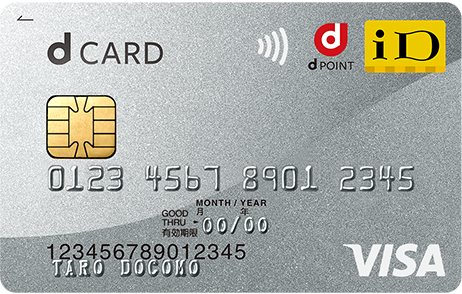 d CARD
d
d POINT
iD
0123 4567 8901 2345
MONTH / YEAR
月 年
GOOD THRU
有効期限
00/00
123456789012345
TARO DOCOMO
VISA